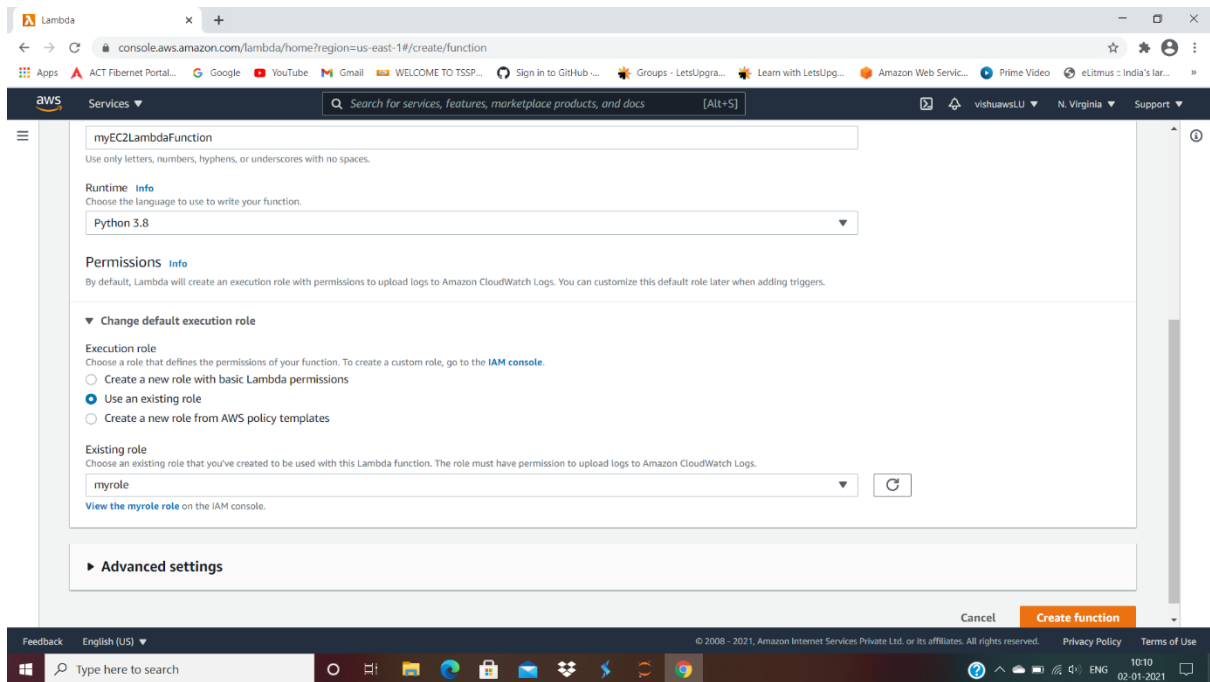 Lambda
console.aws.amazon.com/lambda/home?region=us-east-1#/create/function
Apps ACT Fibernet Portal... Google YouTube Gmail WELCOME TO TSSP... Sign in to GitHub ·... Groups - LetsUpgra... Learn with LetsUpg... Amazon Web Servic... Prime Video eLitmus :: India's lar... »
aws Services ▼ Search for services, features, marketplace products, and docs [Alt+S] vishuawsLU ▼ N. Virginia ▼ Support ▼
myEC2LambdaFunction
Use only letters, numbers, hyphens, or underscores with no spaces.
Runtime Info
Choose the language to use to write your function.
Python 3.8
Permissions Info
By default, Lambda will create an execution role with permissions to upload logs to Amazon CloudWatch Logs. You can customize this default role later when adding triggers.
▼ Change default execution role
Execution role
Choose a role that defines the permissions of your function. To create a custom role, go to the IAM console.
Create a new role with basic Lambda permissions
Use an existing role
Create a new role from AWS policy templates
Existing role
Choose an existing role that you've created to be used with this Lambda function. The role must have permission to upload logs to Amazon CloudWatch Logs.
myrole
View the myrole role on the IAM console.
▶ Advanced settings
Cancel Create function
Feedback English (US) ▼ © 2008 - 2021, Amazon Internet Services Private Ltd. or its affiliates. All rights reserved. Privacy Policy Terms of Use
Type here to search ENG 10:10
02-01-2021